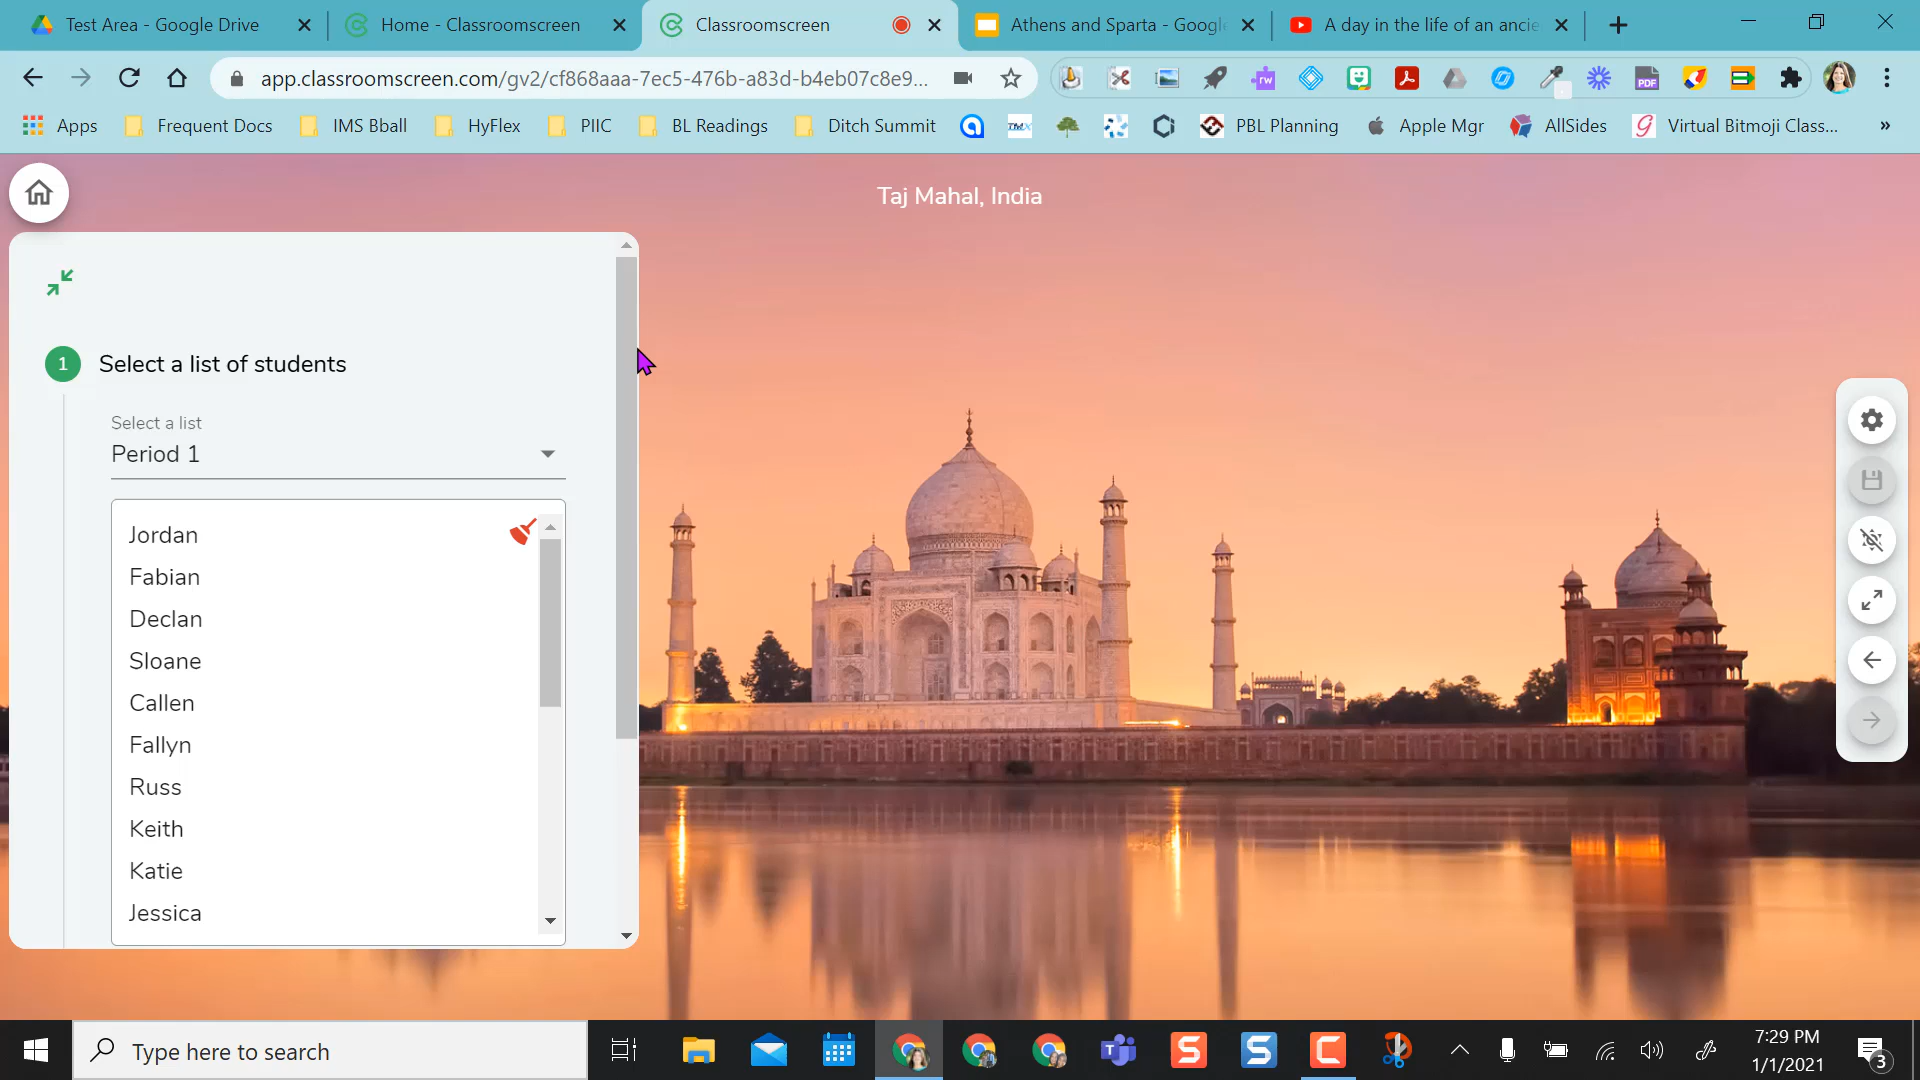 Test Area - Google Drive
Home - Classroomscreen
Classroomscreen
Athens and Sparta - Googl
A day in the life of an ancie
app.classroomscreen.com/gv2/cf868aaa-7ec5-476b-a83d-b4eb07c8e9...
rw
PDF
Apps
Frequent Docs
IMS Bball
HyFlex
PIIC
BL Readings
Ditch Summit
PBL Planning
Apple Mgr
AllSides
Virtual Bitmoji Class...
»
Taj Mahal, India
1 Select a list of students
Select a list
Period 1
Jordan
Fabian
Declan
Sloane
Callen
Fallyn
Russ
Keith
Katie
Jessica
Type here to search
7:29 PM
1/1/2021
3